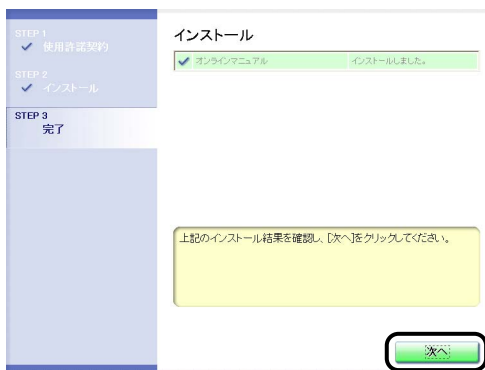 STEP 1
使用許諾契約
STEP 2
インストール
STEP 3
完了
インストール
オンラインマニュアル インストールしました。
上記のインストール結果を確認し、[次へ]をクリックしてください。
次へ